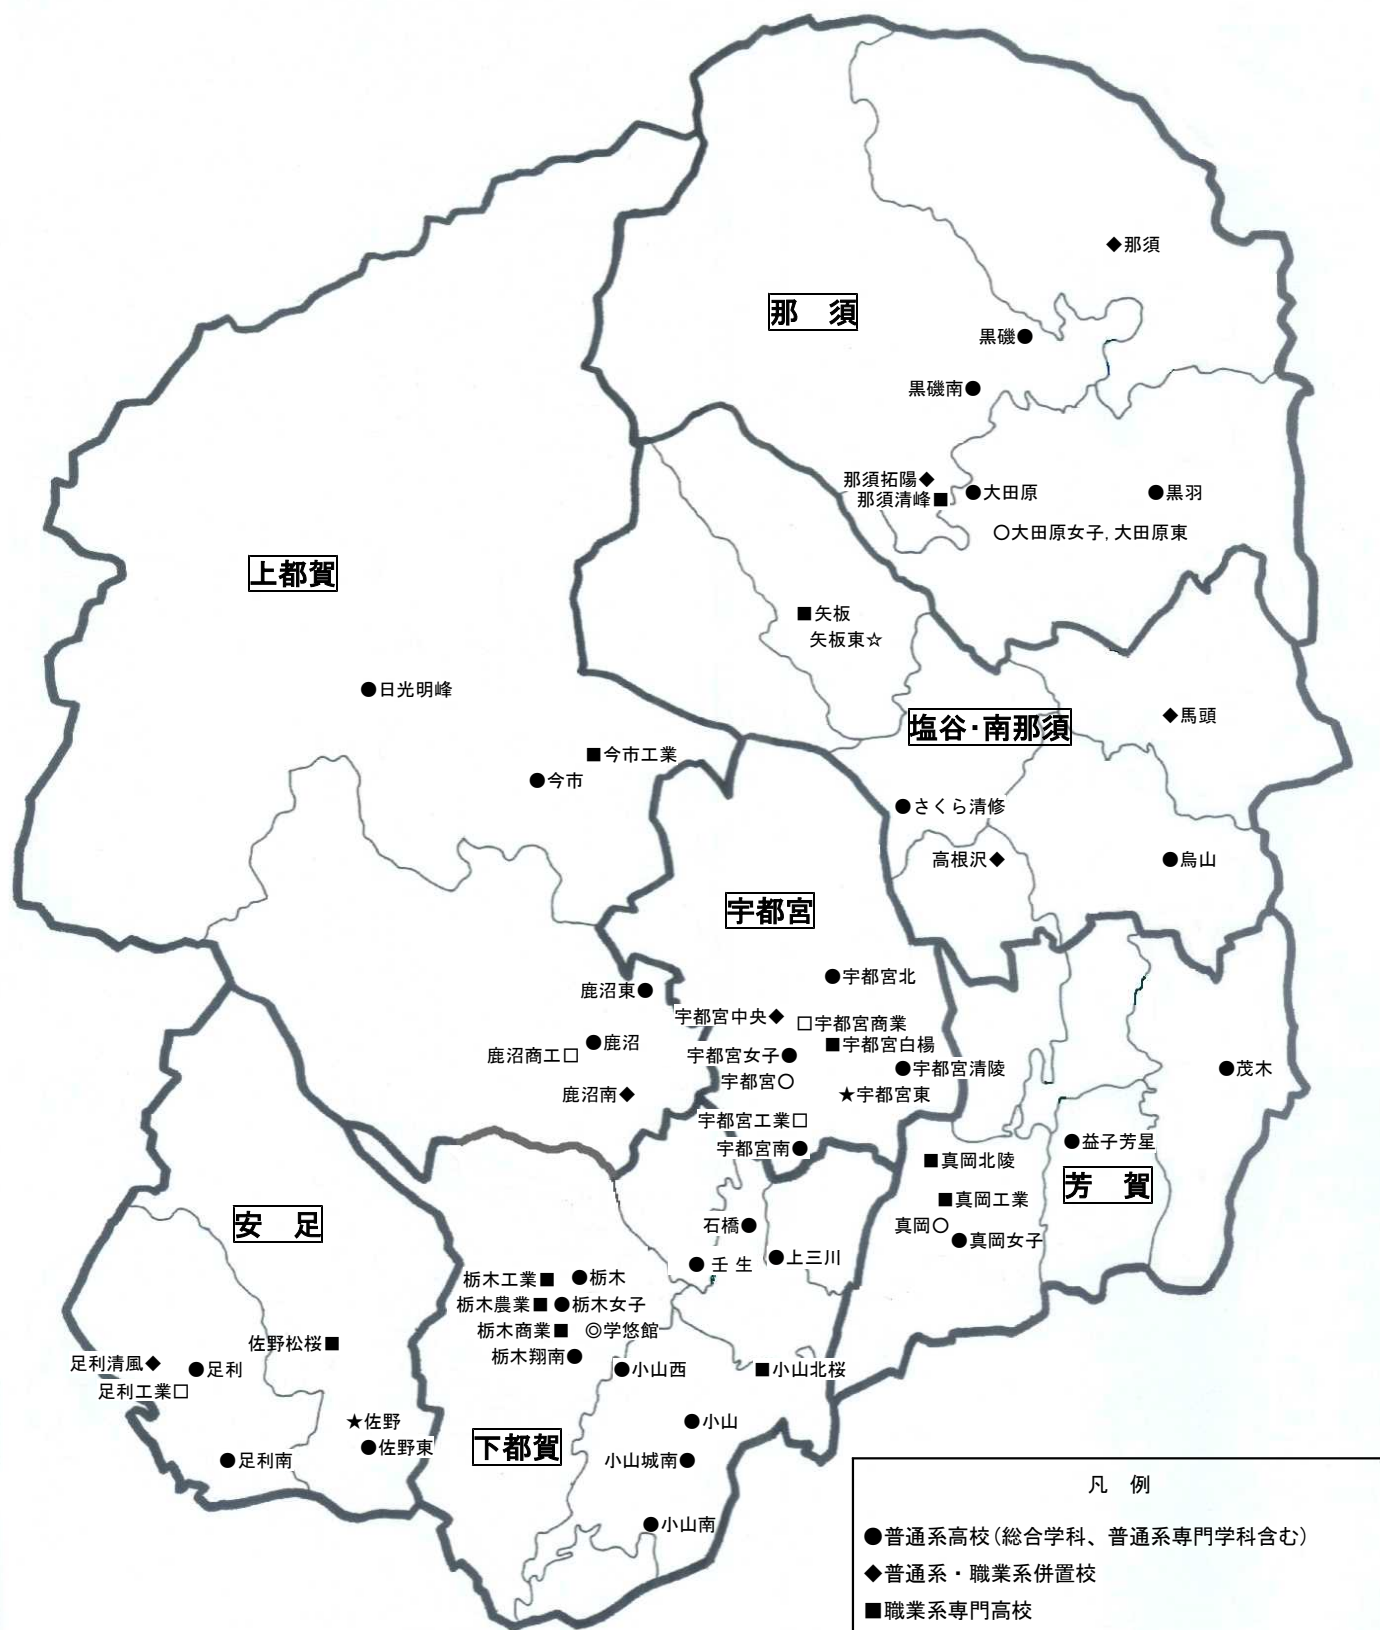 ◆那須
那　須
黒磯●
黒磯南●
那須拓陽◆
那須清峰■
●大田原
●黒羽
○大田原女子, 大田原東
上都賀
■矢板
矢板東☆
●日光明峰
塩谷･南那須
◆馬頭
■今市工業
●今市
●さくら清修
高根沢◆
●烏山
宇都宮
●宇都宮北
鹿沼東●
宇都宮中央◆
□宇都宮商業
●鹿沼
鹿沼商工□
■宇都宮白楊
宇都宮女子●
●宇都宮清陵
●茂木
宇都宮○
鹿沼南◆
★宇都宮東
宇都宮工業□
宇都宮南●
●益子芳星
■真岡北陵
芳　賀
■真岡工業
安　足
石橋●
真岡○
●真岡女子
●壬 生
●上三川
栃木工業■
●栃木
栃木農業■
●栃木女子
栃木商業■
◎学悠館
佐野松桜■
栃木翔南●
足利清風◆
●足利
●小山西
■小山北桜
足利工業□
★佐野
●小山
佐野東
下都賀
●足利南
小山城南●
●小山南
凡　例
●普通系高校(総合学科、普通系専門学科含む)
◆普通系・職業系併置校
■職業系専門高校